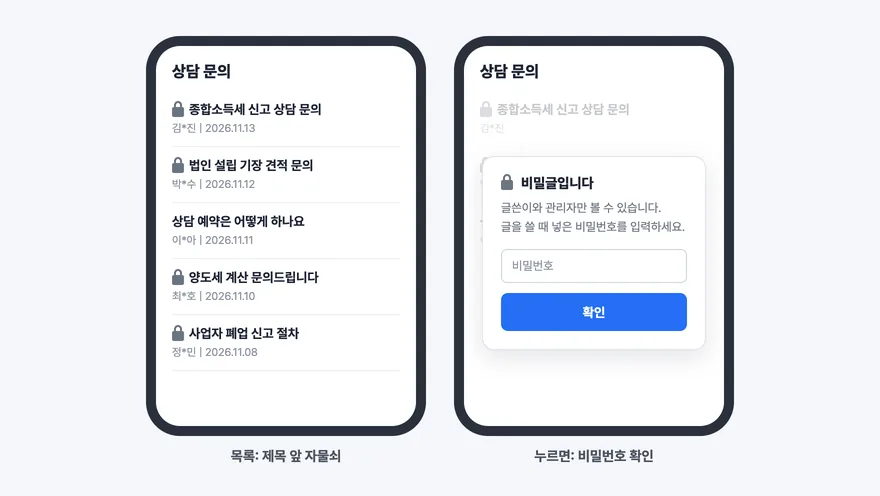 상담 문의
종합소득세 신고 상담 문의
김*진 | 2026.11.13
법인 설립 기장 견적 문의
박*수 | 2026.11.12
상담 예약은 어떻게 하나요
이*아 | 2026.11.11
양도세 계산 문의드립니다
최*호 | 2026.11.10
사업자 폐업 신고 절차
정*민 | 2026.11.08
목록: 제목 앞 자물쇠
상담 문의
종합소득세 신고 상담 문의
김*진
비밀글입니다
글쓴이와 관리자만 볼 수 있습니다.
글을 쓸 때 넣은 비밀번호를 입력하세요.
비밀번호
확인
누르면: 비밀번호 확인